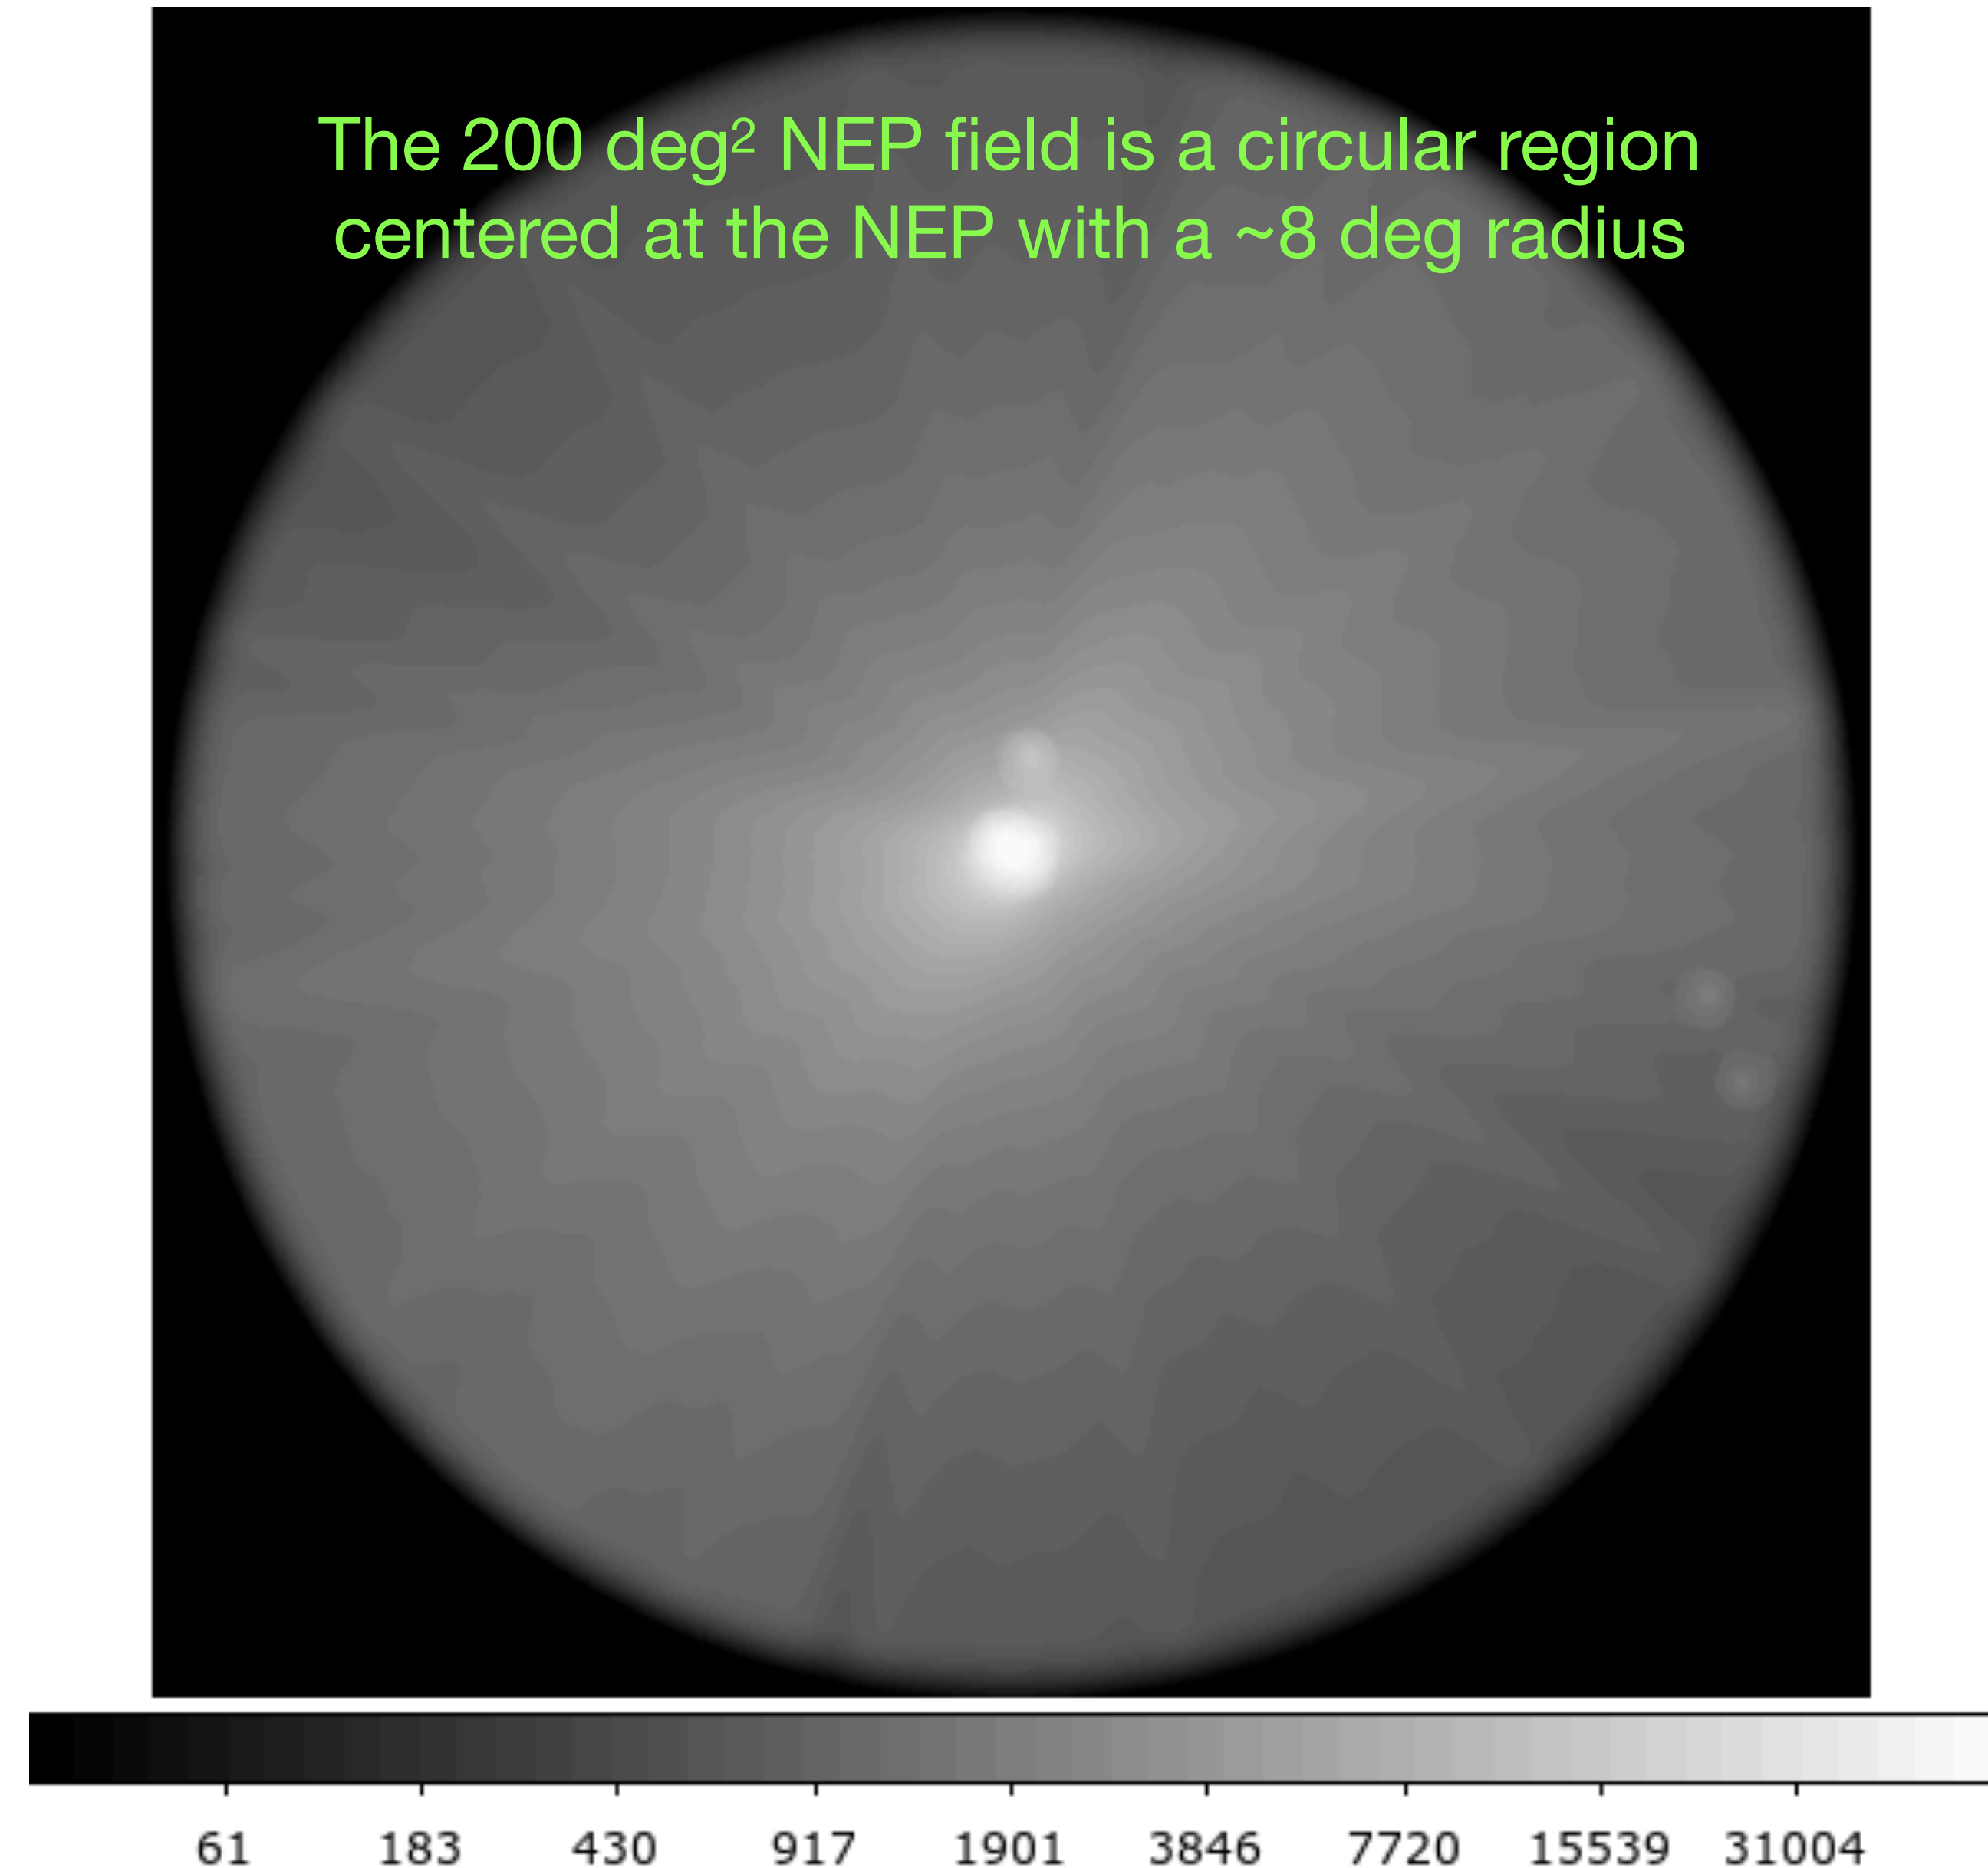 The 200 deg² NEP field is a circular region
centered at the NEP with a ~8 deg radius
61 183 430 917 1901 3846 7720 15539 31004